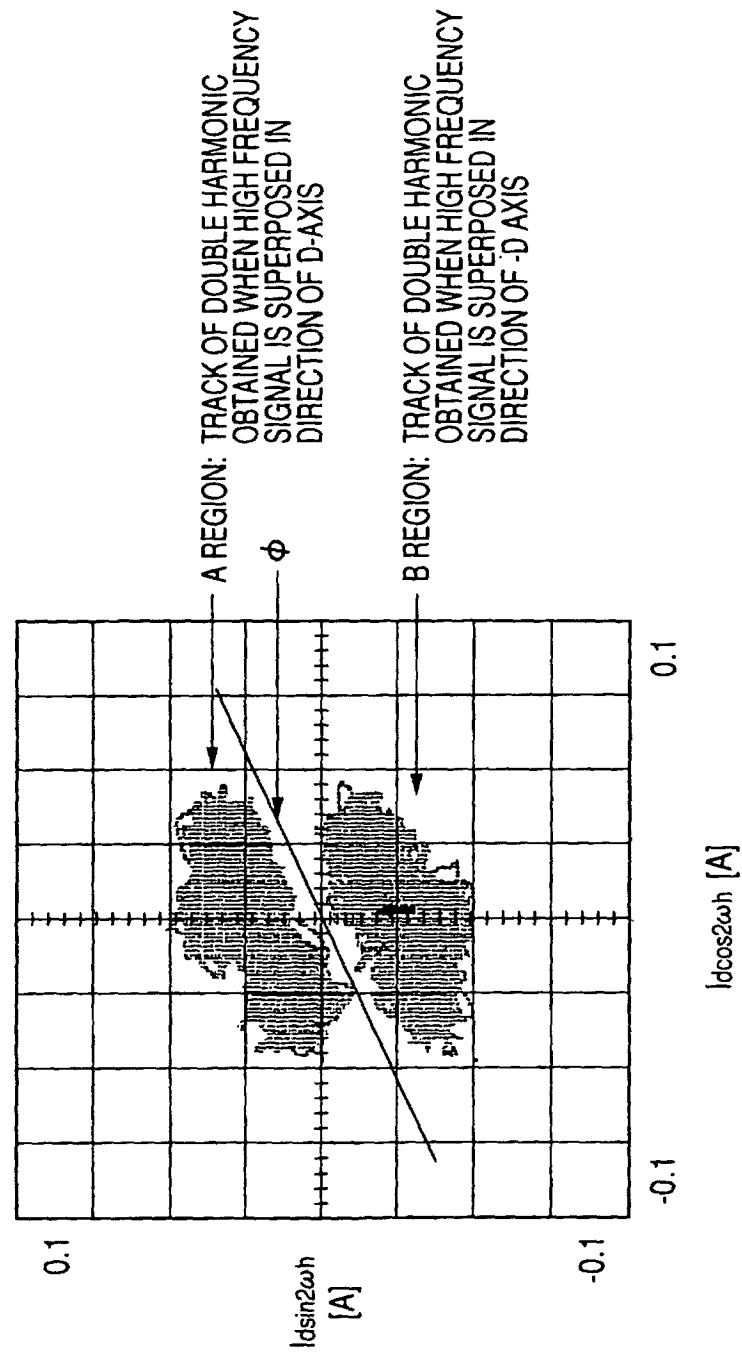 0.1
Idsin2ωh
[A]
-0.1
-0.1
0.1
Idcos2ωh [A]
A REGION: TRACK OF DOUBLE HARMONIC
OBTAINED WHEN HIGH FREQUENCY
SIGNAL IS SUPERPOSED IN
DIRECTION OF D-AXIS
ϕ
B REGION: TRACK OF DOUBLE HARMONIC
OBTAINED WHEN HIGH FREQUENCY
SIGNAL IS SUPERPOSED IN
DIRECTION OF -D AXIS